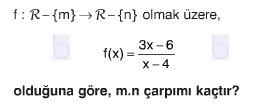 f : R-{m} → R-{n} olmak üzere,
f(x) = 3x-6 / x-4
olduğuna göre, m.n çarpımı kaçtır?